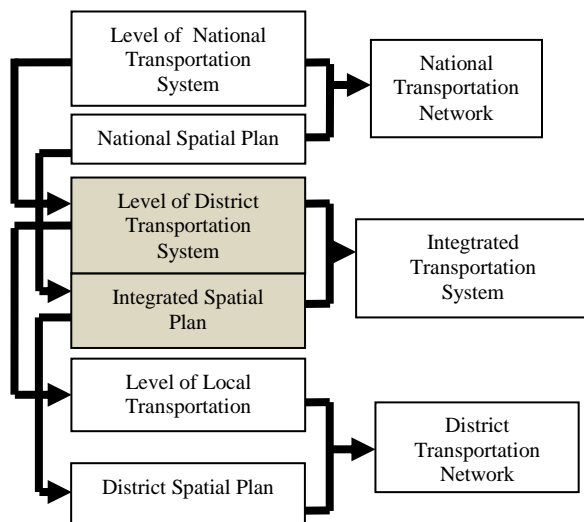 Level of National
Transportation
System
National
Transportation
Network
National Spatial Plan
Level of District
Transportation
System
Integtrated
Transportation
System
Integrated Spatial
Plan
Level of Local
Transportation
District
Transportation
Network
District Spatial Plan